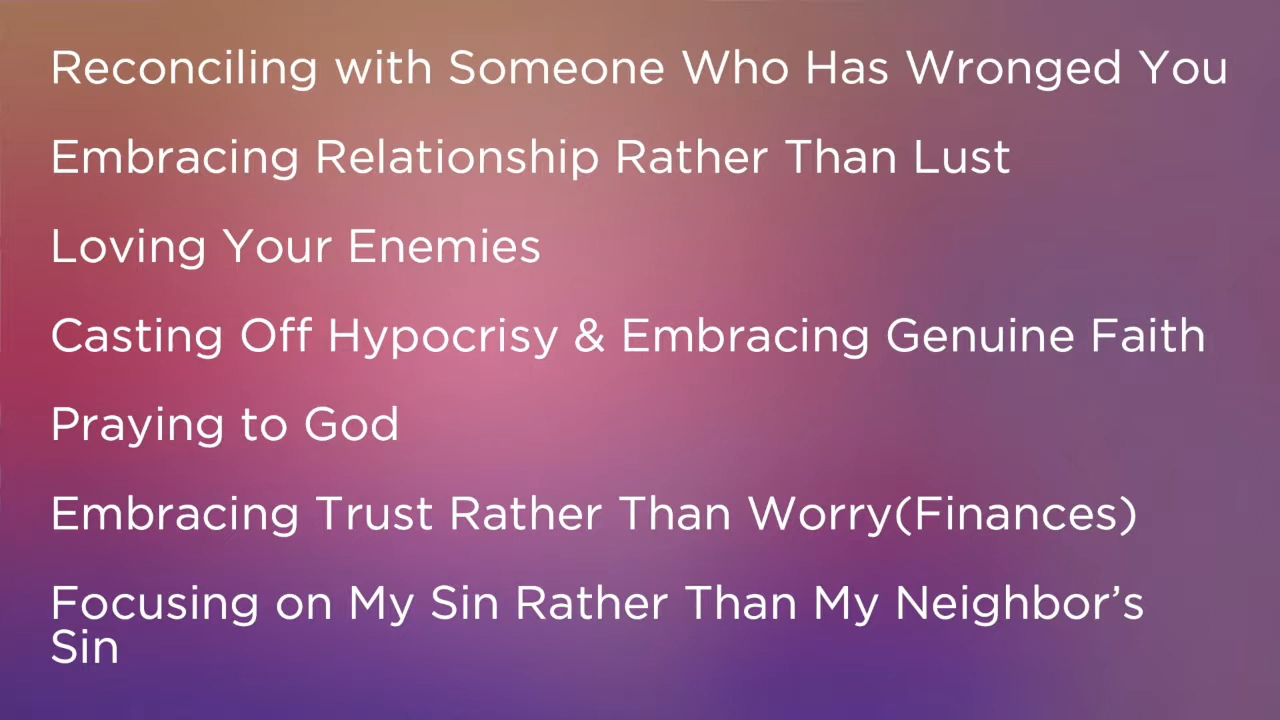 Reconciling with Someone Who Has Wronged You
Embracing Relationship Rather Than Lust
Loving Your Enemies
Casting Off Hypocrisy & Embracing Genuine Faith
Praying to God
Embracing Trust Rather Than Worry(Finances)
Focusing on My Sin Rather Than My Neighbor’s
Sin